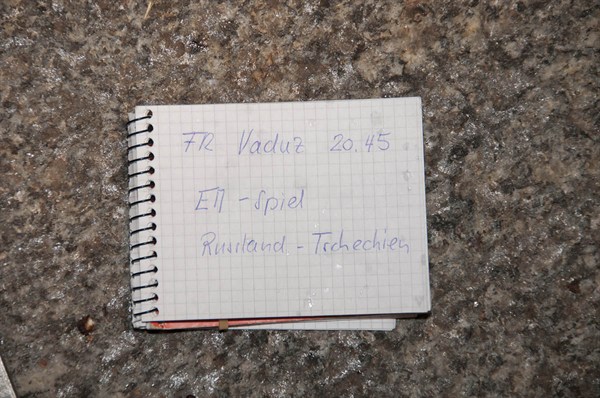 FR Vaduz 20.45
EM-Spiel
Russland - Tschechien